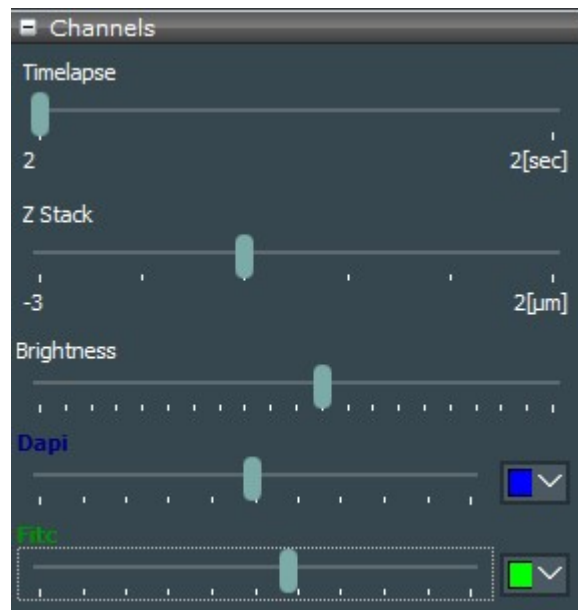 Channels
Timelapse
2 2[sec]
Z Stack
-3 2[µm]
Brightness
Dapi
Fitc